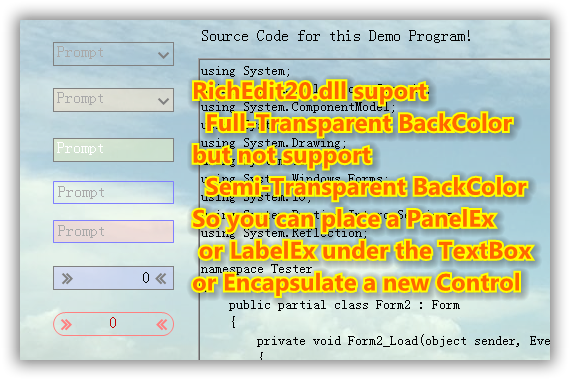 Source Code for this Demo Program!
Prompt
Prompt
Prompt
Prompt
Prompt
0
0
using System;
using System.ComponentModel;
using System.Drawing;
using System.Windows.Forms;
using System.IO;
using System.Reflection;
namespace Tester
public partial class Form2 : Form
{
private void Form2_Load(object sender, Eve
{
RichEdit20.dll suport
Full-Transparent BackColor
but not support
Semi-Transparent BackColor
So you can place a PanelEx
or LabelEx under the TextBox
or Encapsulate a new Control